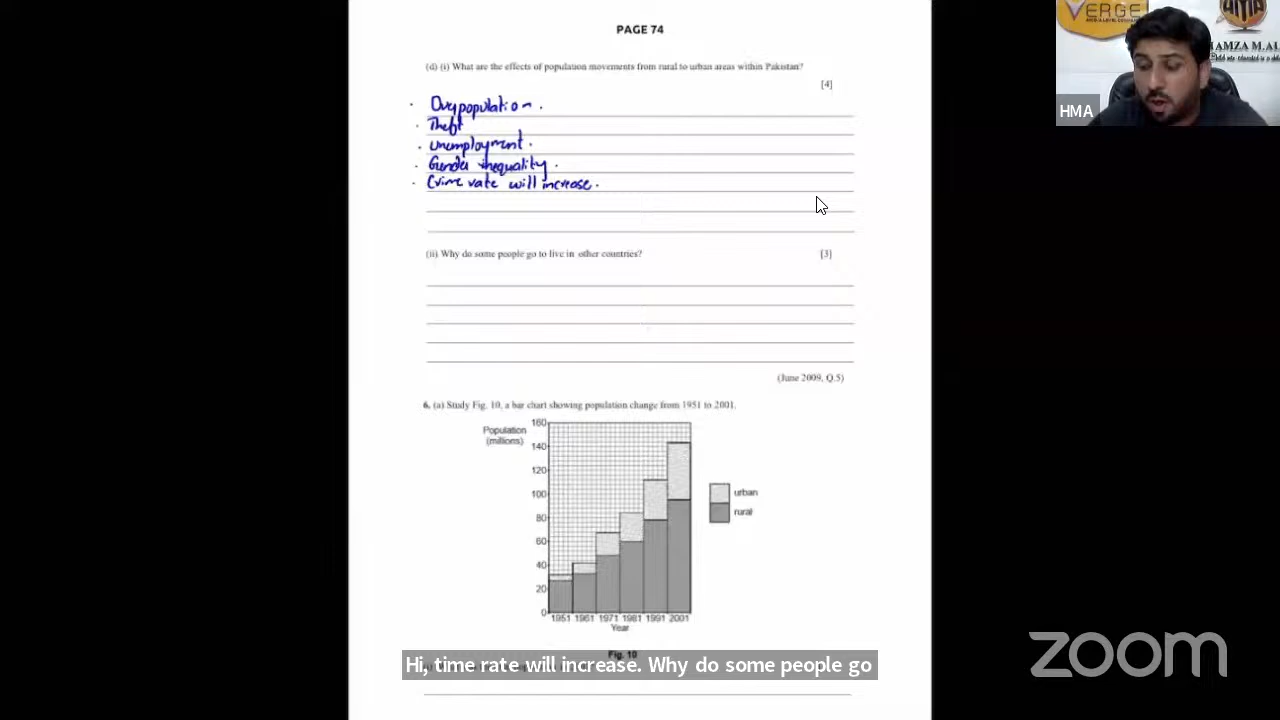 PAGE 74
(d) (i) What are the effects of population movements from rural to urban areas within Pakistan?
[4]
· Overpopulation.
· Theft
· Unemployment.
· Gender inequality.
· Crime rate will increase.
(ii) Why do some people go to live in other countries? [3]
(June 2009, Q.5)
6. (a) Study Fig. 10, a bar chart showing population change from 1951 to 2001.
Population
(millions)
160
140
120
100
80
60
40
20
0
1951 1961 1971 1981 1991 2001
Year
urban
rural
Fig. 10
Hi, time rate will increase. Why do some people go
VERGE
HMA
zoom